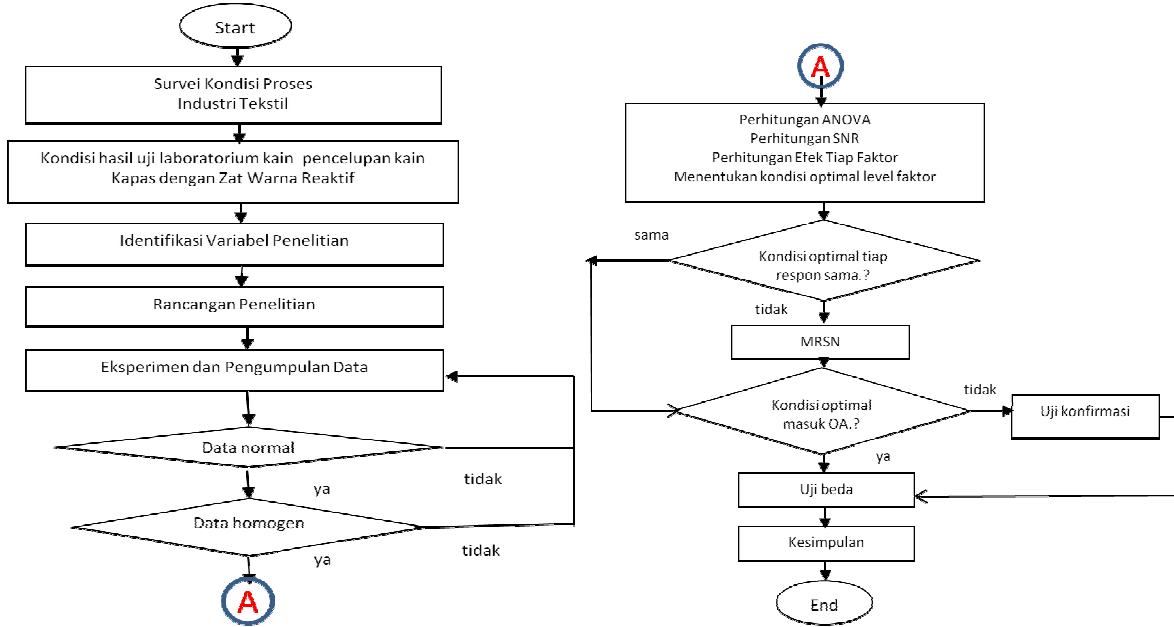 Start
Survei Kondisi Proses
Industri Tekstil
Kondisi hasil uji laboratorium kain pencelupan kain
Kapas dengan Zat Warna Reaktif
Identifikasi Variabel Penelitian
Rancangan Penelitian
Eksperimen dan Pengumpulan Data
Data normal
tidak
ya
Data homogen
tidak
ya
A
A
Perhitungan ANOVA
Perhitungan SNR
Perhitungan Efek Tiap Faktor
Menentukan kondisi optimal level faktor
sama
Kondisi optimal tiap
respon sama.?
tidak
MRSN
Kondisi optimal
masuk OA.?
tidak
Uji konfirmasi
ya
Uji beda
Kesimpulan
End